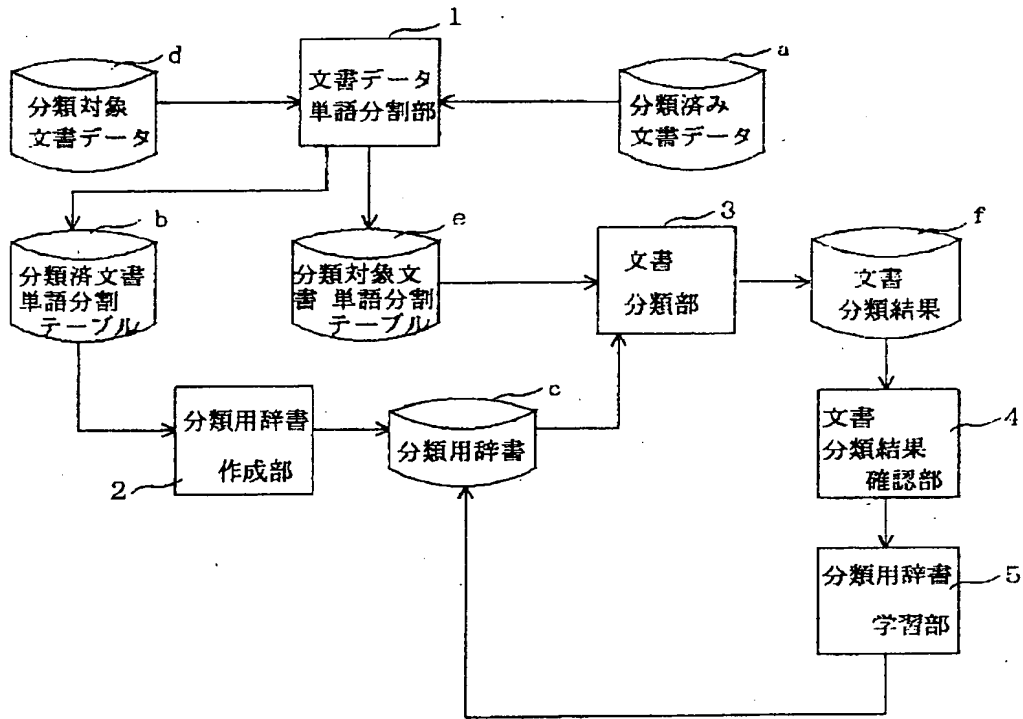 1
d
a
文書データ
単語分割部
分類対象
文書データ
分類済み
文書データ
b
e
3
f
分類済文書
単語分割
テーブル
分類対象文
書 単語分割
テーブル
文書
分類部
文書
分類結果
c
分類用辞書
作成部
2
分類用辞書
文書
分類結果
確認部
4
分類用辞書
学習部
5